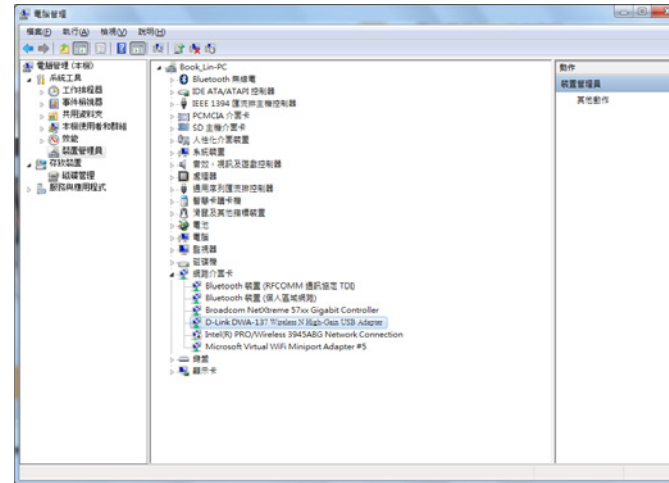 電腦管理
檔案(F) 執行(A) 檢視(V) 說明(H)
電腦管理 (本機)
系統工具
工作排程器
事件檢視器
共用資料夾
本機使用者和群組
效能
裝置管理員
存放裝置
磁碟管理
服務與應用程式
Book_Lin-PC
Bluetooth 無線電
IDE ATA/ATAPI 控制器
IEEE 1394 匯流排主機控制器
PCMCIA 介面卡
SD 主機介面卡
人性化介面裝置
系統裝置
音效、視訊及遊戲控制器
處理器
通用序列匯流排控制器
智慧卡讀卡機
滑鼠及其他指標裝置
電池
電腦
監視器
磁碟機
網路介面卡
Bluetooth 裝置 (RFCOMM 通訊協定 TDI)
Bluetooth 裝置 (個人區域網路)
Broadcom NetXtreme 57xx Gigabit Controller
D-Link DWA-137 Wireless N High-Gain USB Adapter
Intel(R) PRO/Wireless 3945ABG Network Connection
Microsoft Virtual WiFi Miniport Adapter #5
鍵盤
顯示卡
動作
裝置管理員
其他動作